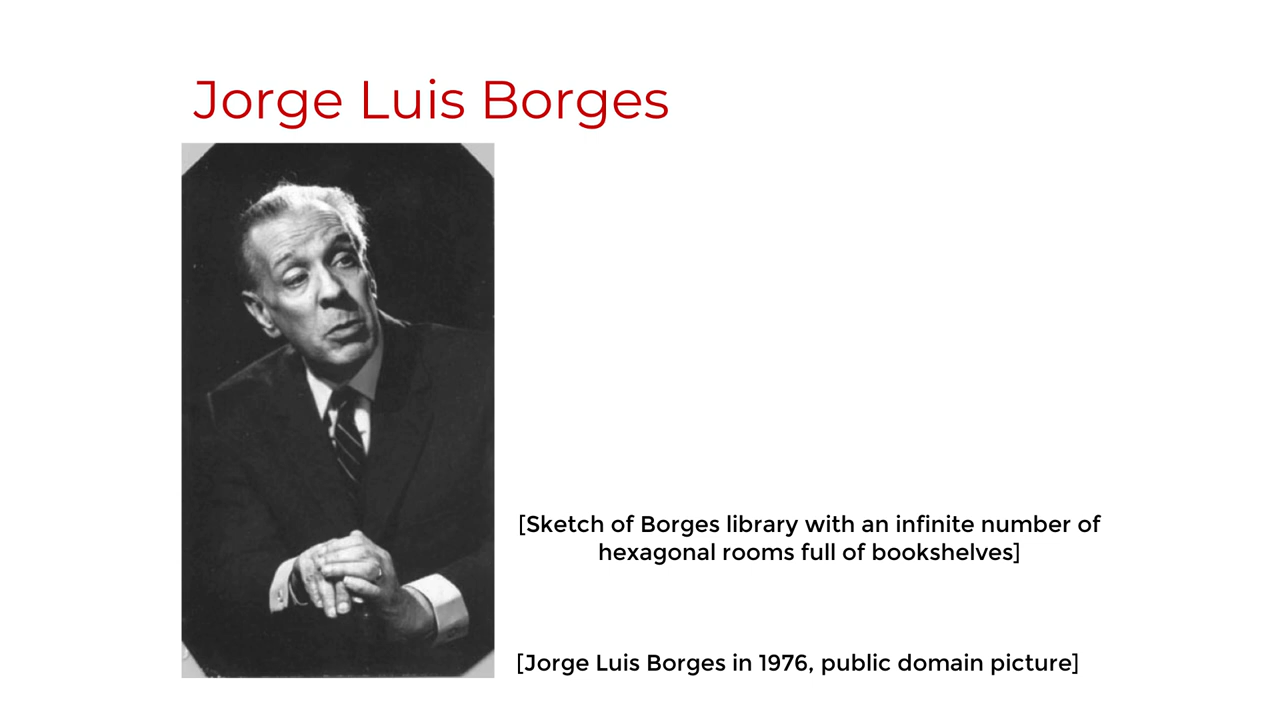 Jorge Luis Borges
[Sketch of Borges library with an infinite number of
hexagonal rooms full of bookshelves]
[Jorge Luis Borges in 1976, public domain picture]